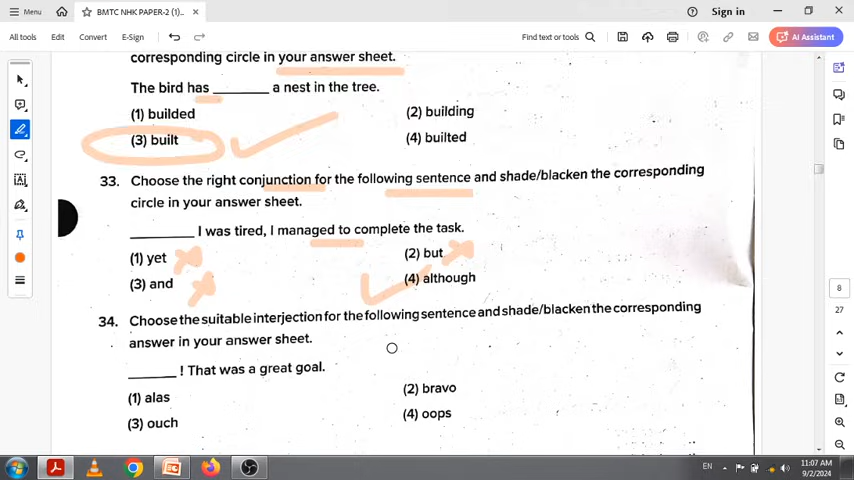 Menu
BMTC NHK PAPER-2 (1)...
Sign in
All tools
Edit
Convert
E-Sign
Find text or tools
AI Assistant
corresponding circle in your answer sheet.
The bird has ________ a nest in the tree.
(1) builded
(2) building
(3) built
(4) builted
33. Choose the right conjunction for the following sentence and shade/blacken the corresponding
circle in your answer sheet.
_________ I was tired, I managed to complete the task.
(1) yet
(2) but
(3) and
(4) although
34. Choose the suitable interjection for the following sentence and shade/blacken the corresponding
answer in your answer sheet.
_______ ! That was a great goal.
(1) alas
(2) bravo
(3) ouch
(4) oops
8
27
EN
11:07 AM
9/2/2024